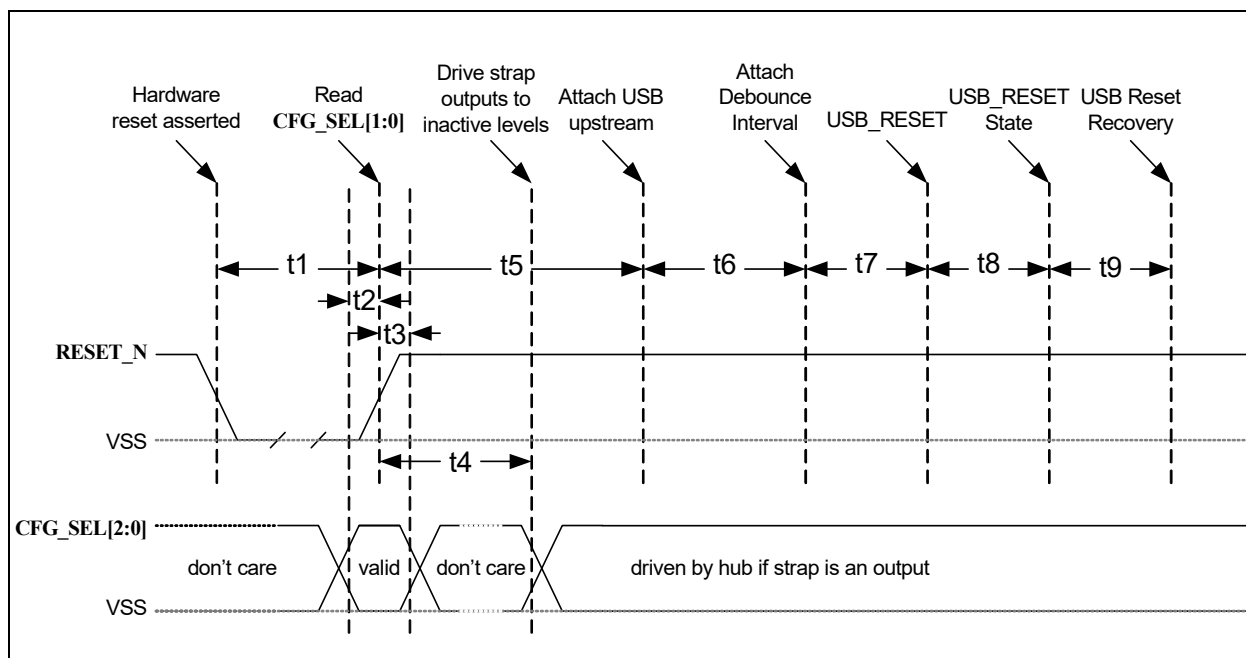 Hardware
reset asserted
Read
CFG_SEL[1:0]
Drive strap
outputs to
inactive levels
Attach USB
upstream
Attach
Debounce
Interval
USB_RESET
USB_RESET
State
USB Reset
Recovery
t1
t5
t6
t7
t8
t9
t2
t3
RESET_N
VSS
t4
CFG_SEL[2:0]
don't care
valid
don't care
driven by hub if strap is an output
VSS